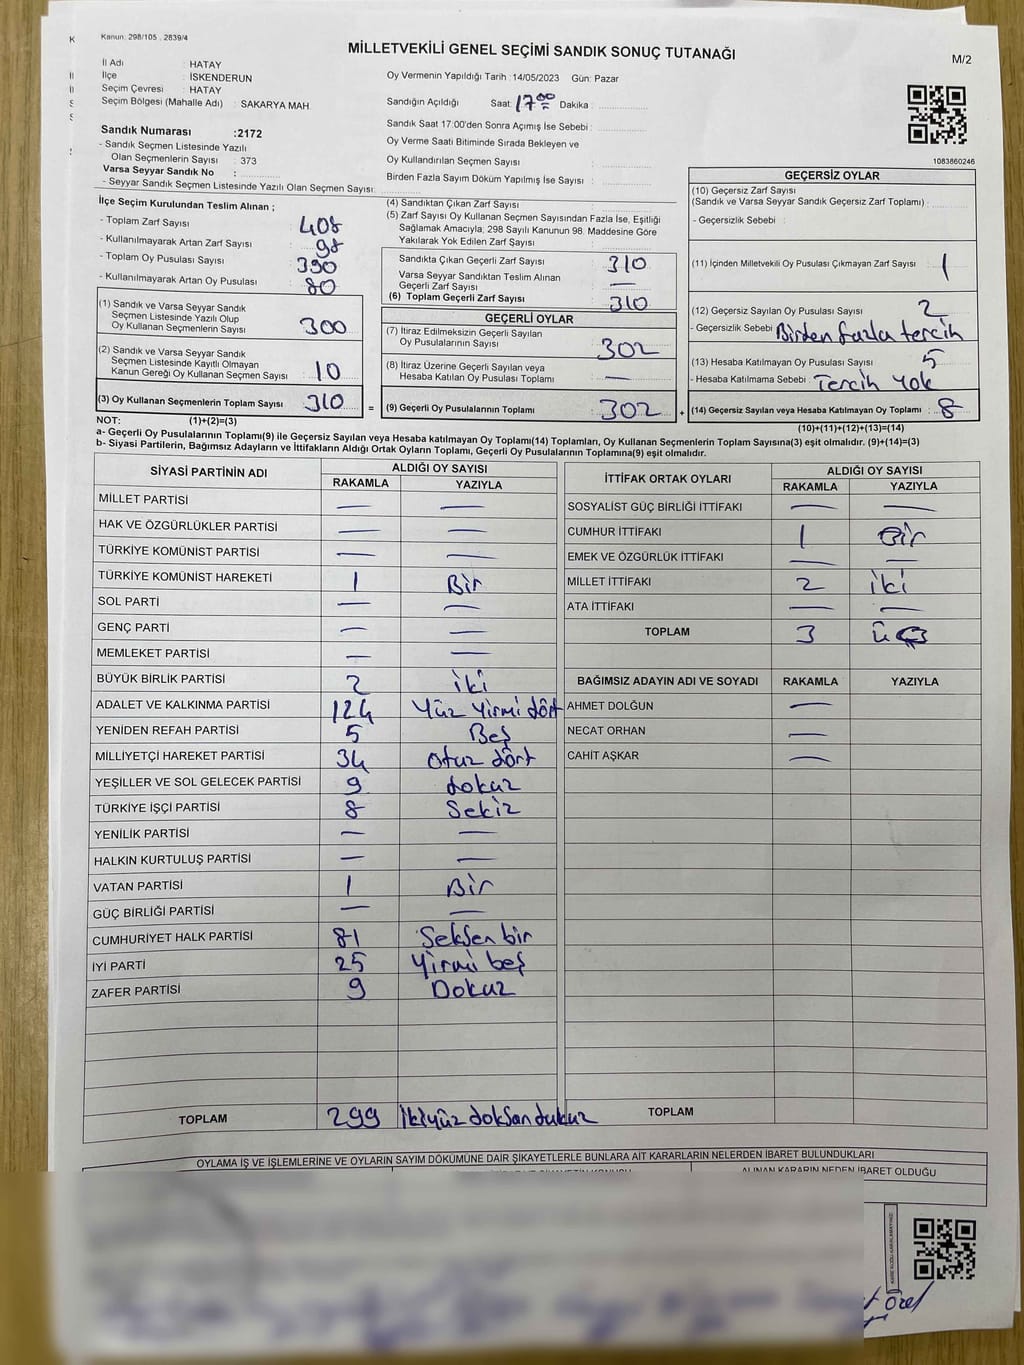 Kanun: 298/105 , 2839/4
MİLLETVEKİLİ GENEL SEÇİMİ SANDIK SONUÇ TUTANAĞI
M/2
İl Adı : HATAY
İlçe : İSKENDERUN
Seçim Çevresi : HATAY
Seçim Bölgesi (Mahalle Adı) : SAKARYA MAH.
Sandık Numarası :2172
- Sandık Seçmen Listesinde Yazılı
Olan Seçmenlerin Sayısı : 373
Varsa Seyyar Sandık No :
- Seyyar Sandık Seçmen Listesinde Yazılı Olan Seçmen Sayısı:
Oy Vermenin Yapıldığı Tarih :14/05/2023 Gün: Pazar
Sandığın Açıldığı Saat: 17 00 Dakika :
Sandık Saat 17:00'den Sonra Açımış İse Sebebi :
Oy Verme Saati Bitiminde Sırada Bekleyen ve
Oy Kullandırılan Seçmen Sayısı :
Birden Fazla Sayım Döküm Yapılmış İse Sayısı :
1083860246
İlçe Seçim Kurulundan Teslim Alınan ;
- Toplam Zarf Sayısı : 408
- Kullanılmayarak Artan Zarf Sayısı : 98
- Toplam Oy Pusulası Sayısı : 390
- Kullanılmayarak Artan Oy Pusulası : 80
(1) Sandık ve Varsa Seyyar Sandık
Seçmen Listesinde Yazılı Olup
Oy Kullanan Seçmenlerin Sayısı : 300
(2) Sandık ve Varsa Seyyar Sandık
Seçmen Listesinde Kayıtlı Olmayan
Kanun Gereği Oy Kullanan Seçmen Sayısı : 10
(3) Oy Kullanan Seçmenlerin Toplam Sayısı : 310
(1)+(2)=(3)
(4) Sandıktan Çıkan Zarf Sayısı :
(5) Zarf Sayısı Oy Kullanan Seçmen Sayısından Fazla İse, Eşitliği
Sağlamak Amacıyla; 298 Sayılı Kanunun 98. Maddesine Göre
Yakılarak Yok Edilen Zarf Sayısı :
Sandıkta Çıkan Geçerli Zarf Sayısı : 310
Varsa Seyyar Sandıktan Teslim Alınan
Geçerli Zarf Sayısı : —
(6) Toplam Geçerli Zarf Sayısı : 310
GEÇERLİ OYLAR
(7) İtiraz Edilmeksizin Geçerli Sayılan
Oy Pusulalarının Sayısı : 302
(8) İtiraz Üzerine Geçerli Sayılan veya
Hesaba Katılan Oy Pusulası Toplamı : —
= (9) Geçerli Oy Pusulalarının Toplamı : 302 +
GEÇERSİZ OYLAR
(10) Geçersiz Zarf Sayısı
(Sandık ve Varsa Seyyar Sandık Geçersiz Zarf Toplamı) :
- Geçersizlik Sebebi :
(11) İçinden Milletvekili Oy Pusulası Çıkmayan Zarf Sayısı : 1
(12) Geçersiz Sayılan Oy Pusulası Sayısı : 2
- Geçersizlik Sebebi : Birden fazla tercih
(13) Hesaba Katılmayan Oy Pusulası Sayısı : 5
- Hesaba Katılmama Sebebi : Tercih Yok
(14) Geçersiz Sayılan veya Hesaba Katılmayan Oy Toplamı : 8
(10)+(11)+(12)+(13)=(14)
NOT:
a- Geçerli Oy Pusulalarının Toplamı(9) ile Geçersiz Sayılan veya Hesaba katılmayan Oy Toplamı(14) Toplamları, Oy Kullanan Seçmenlerin Toplam Sayısına(3) eşit olmalıdır. (9)+(14)=(3)
b- Siyasi Partilerin, Bağımsız Adayların ve İttifakların Aldığı Ortak Oyların Toplamı, Geçerli Oy Pusulalarının Toplamına(9) eşit olmalıdır.
SİYASİ PARTİNİN ADI ALDIĞI OY SAYISI
RAKAMLA YAZIYLA
MİLLET PARTİSİ — —
HAK VE ÖZGÜRLÜKLER PARTİSİ — —
TÜRKİYE KOMÜNİST PARTİSİ — —
TÜRKİYE KOMÜNİST HAREKETİ 1 Bir
SOL PARTİ — —
GENÇ PARTİ — —
MEMLEKET PARTİSİ — —
BÜYÜK BİRLİK PARTİSİ 2 iki
ADALET VE KALKINMA PARTİSİ 124 Yüz Yirmi dört
YENİDEN REFAH PARTİSİ 5 Beş
MİLLİYETÇİ HAREKET PARTİSİ 34 otuz dört
YEŞİLLER VE SOL GELECEK PARTİSİ 9 dokuz
TÜRKİYE İŞÇİ PARTİSİ 8 Sekiz
YENİLİK PARTİSİ — —
HALKIN KURTULUŞ PARTİSİ — —
VATAN PARTİSİ 1 Bir
GÜÇ BİRLİĞİ PARTİSİ — —
CUMHURİYET HALK PARTİSİ 81 Seksen bir
İYİ PARTİ 25 Yirmi beş
ZAFER PARTİSİ 9 Dokuz
TOPLAM 299 İkiyüz doksan dukuz
İTTİFAK ORTAK OYLARI ALDIĞI OY SAYISI
RAKAMLA YAZIYLA
SOSYALİST GÜÇ BİRLİĞİ İTTİFAKI — —
CUMHUR İTTİFAKI 1 Bir
EMEK VE ÖZGÜRLÜK İTTİFAKI — —
MİLLET İTTİFAKI 2 iki
ATA İTTİFAKI — —
TOPLAM 3 üç
BAĞIMSIZ ADAYIN ADI VE SOYADI RAKAMLA YAZIYLA
AHMET DOLĞUN —
NECAT ORHAN —
CAHİT AŞKAR —
TOPLAM
OYLAMA İŞ VE İŞLEMLERİNE VE OYLARIN SAYIM DÖKÜMÜNE DAİR ŞİKAYETLERLE BUNLARA AİT KARARLARIN NELERDEN İBARET BULUNDUKLARI
ALINAN KARARIN NEDEN İBARET OLDUĞU
Özel